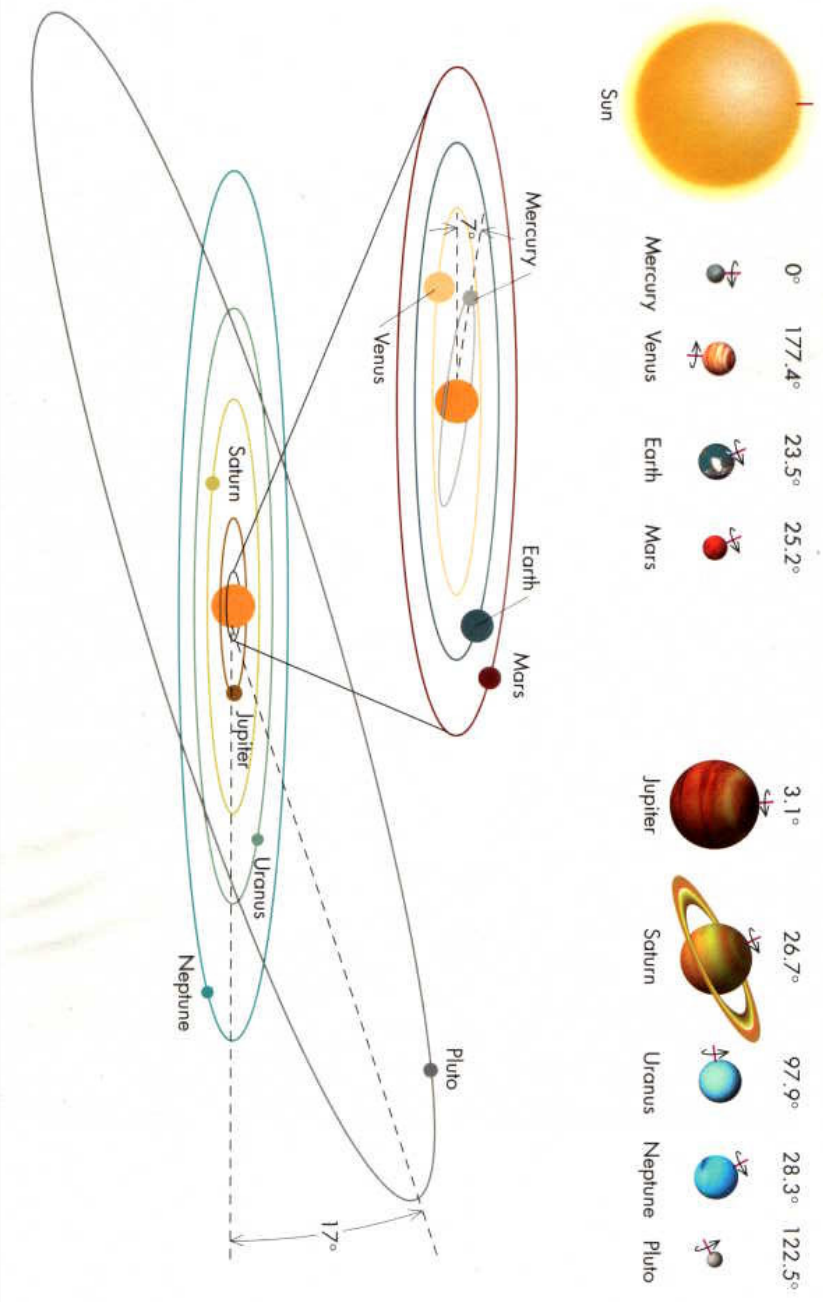 0° 177.4° 23.5° 25.2° 3.1° 26.7° 97.9° 28.3° 122.5°
Sun
Mercury Venus Earth Mars Jupiter Saturn Uranus Neptune Pluto
Mercury
7°
Venus
Earth
Mars
Saturn
Jupiter
Uranus
Neptune
Pluto
17°